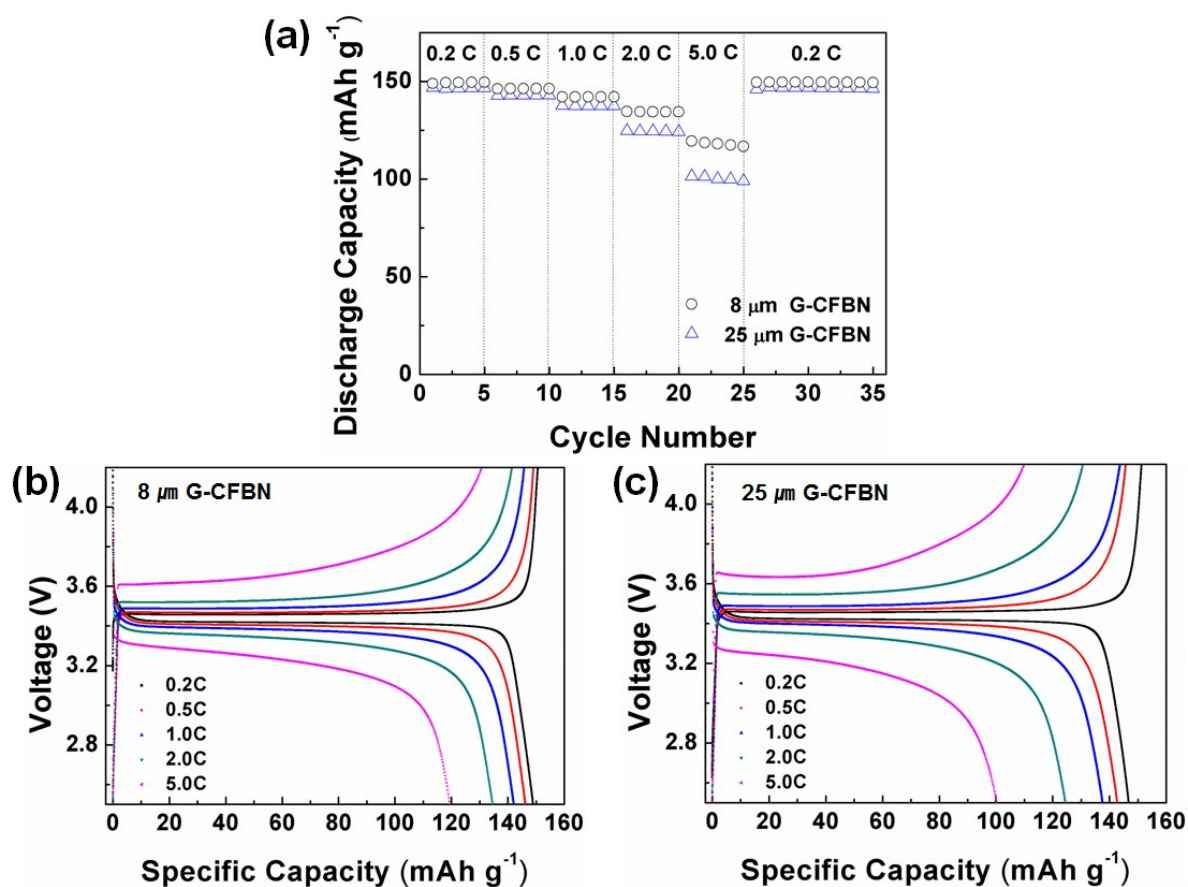 (a)
Discharge Capacity (mAh g-1)
0.2 C 0.5 C 1.0 C 2.0 C 5.0 C 0.2 C
150
100
50
0
8 μm G-CFBN
25 μm G-CFBN
0 5 10 15 20 25 30 35
Cycle Number
(b)
8 ㎛ G-CFBN
Voltage (V)
4.0
3.6
3.2
2.8
0.2C
0.5C
1.0C
2.0C
5.0C
0 20 40 60 80 100 120 140 160
Specific Capacity (mAh g-1)
(c)
25 ㎛ G-CFBN
Voltage (V)
4.0
3.6
3.2
2.8
0.2C
0.5C
1.0C
2.0C
5.0C
0 20 40 60 80 100 120 140 160
Specific Capacity (mAh g-1)